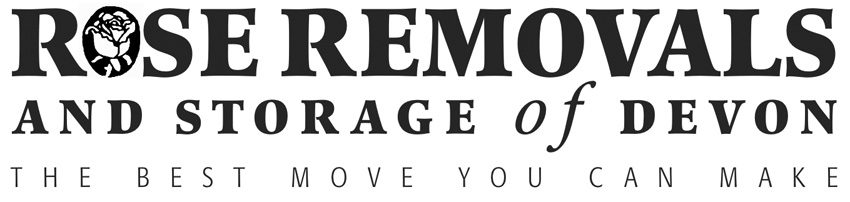 ROSE REMOVALS
AND STORAGE of DEVON
THE BEST MOVE YOU CAN MAKE